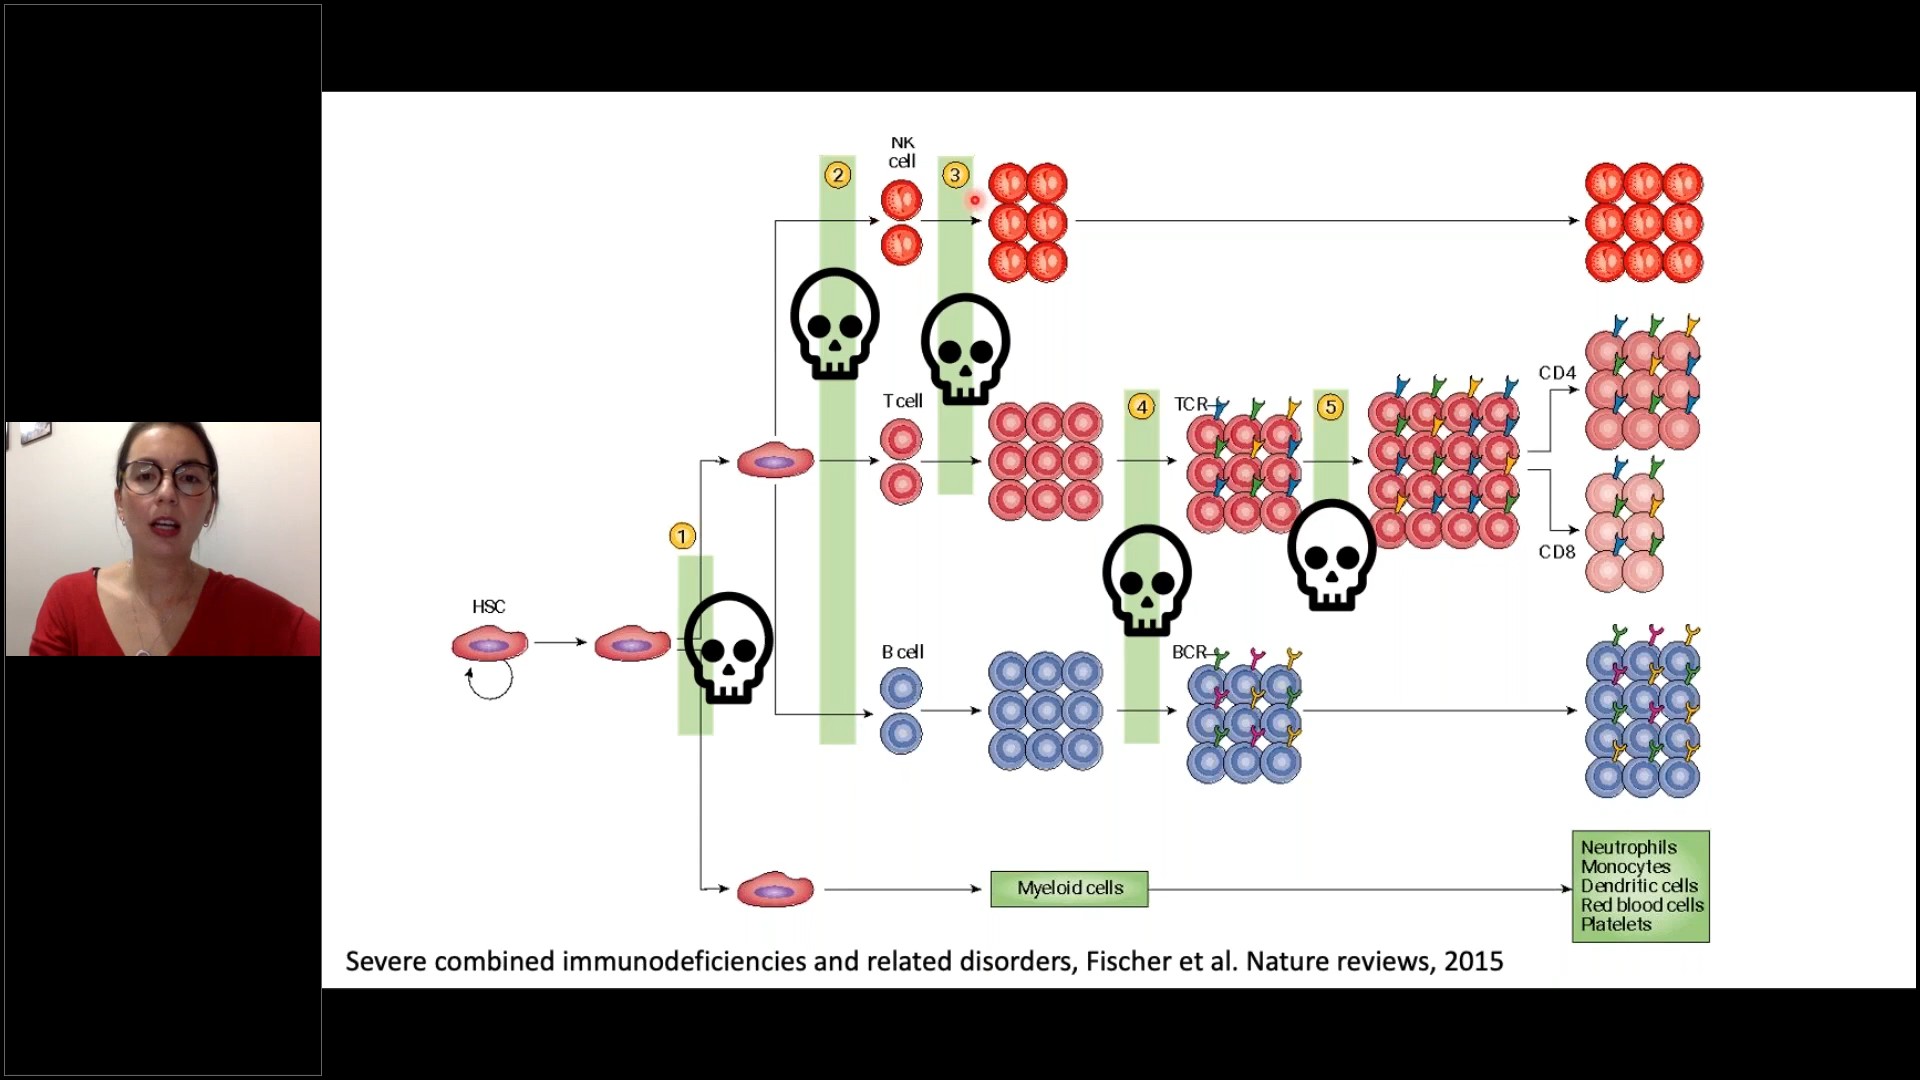 NK
cell
2
3
T cell
4
TCR
5
CD4
CD8
1
HSC
B cell
BCR
Myeloid cells
Neutrophils
Monocytes
Dendritic cells
Red blood cells
Platelets
Severe combined immunodeficiencies and related disorders, Fischer et al. Nature reviews, 2015